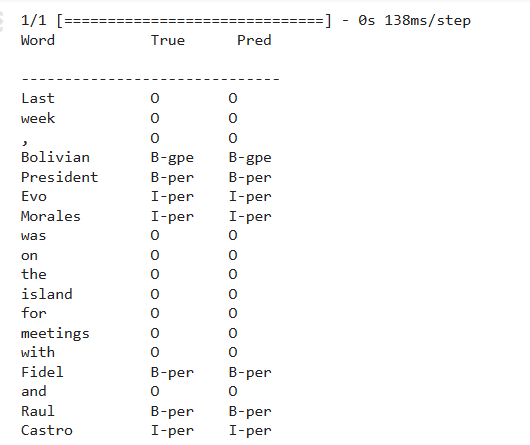 1/1 [==============================] - 0s 138ms/step
Word True Pred
------------------------------
Last O O
week O O
, O O
Bolivian B-gpe B-gpe
President B-per B-per
Evo I-per I-per
Morales I-per I-per
was O O
on O O
the O O
island O O
for O O
meetings O O
with O O
Fidel B-per B-per
and O O
Raul B-per B-per
Castro I-per I-per